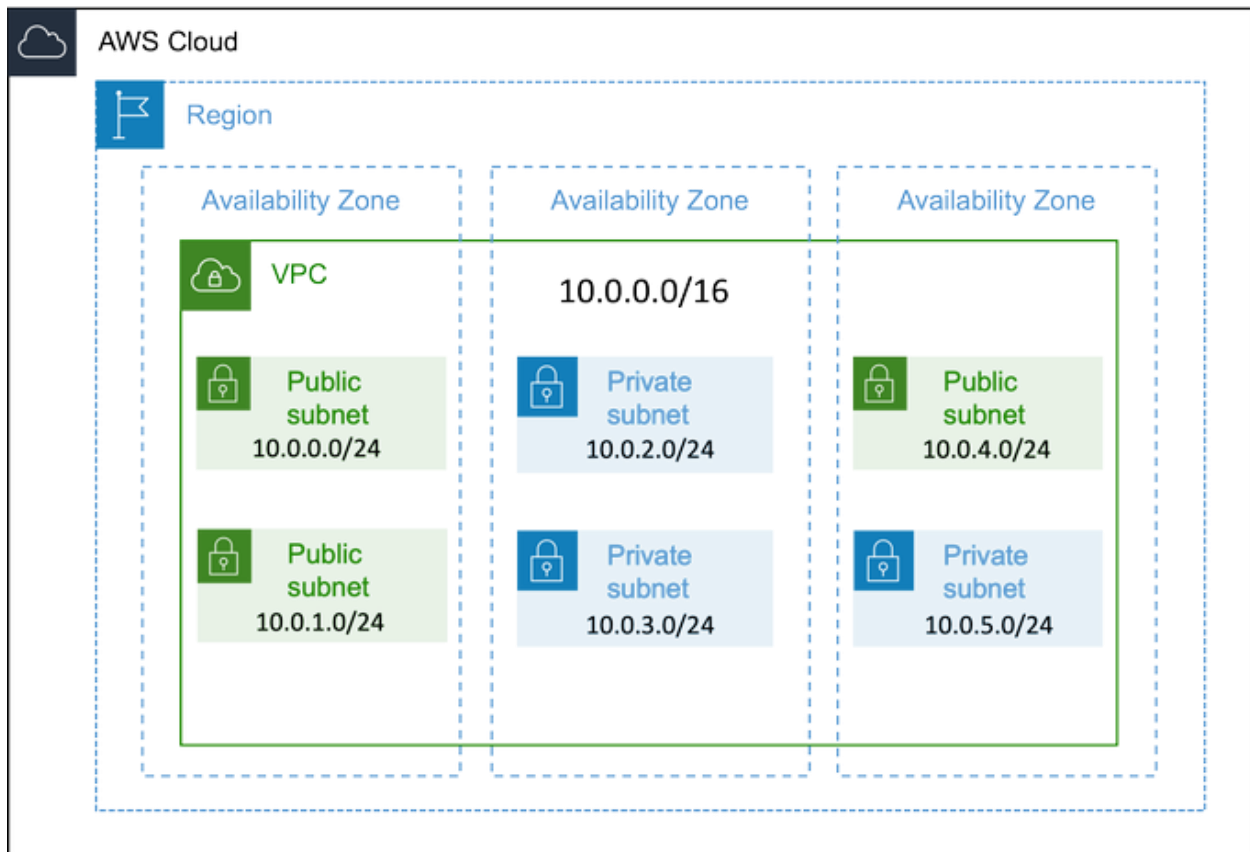 AWS Cloud
Region
Availability Zone
Availability Zone
Availability Zone
VPC
10.0.0.0/16
Public
subnet
10.0.0.0/24
Private
subnet
10.0.2.0/24
Public
subnet
10.0.4.0/24
Public
subnet
10.0.1.0/24
Private
subnet
10.0.3.0/24
Private
subnet
10.0.5.0/24